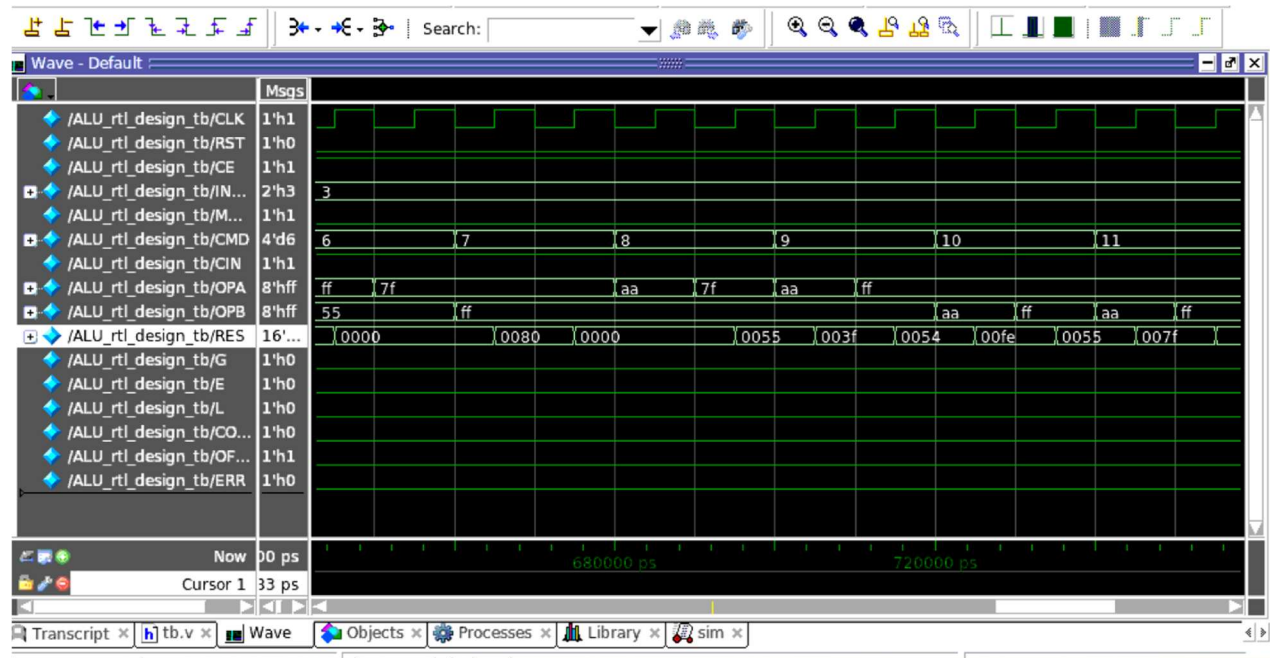 Search:
Wave - Default
Msgs
/ALU_rtl_design_tb/CLK 1'h1
/ALU_rtl_design_tb/RST 1'h0
/ALU_rtl_design_tb/CE 1'h1
/ALU_rtl_design_tb/IN... 2'h3 3
/ALU_rtl_design_tb/M... 1'h1
/ALU_rtl_design_tb/CMD 4'd6 6 7 8 9 10 11
/ALU_rtl_design_tb/CIN 1'h1
/ALU_rtl_design_tb/OPA 8'hff ff 7f aa 7f aa ff
/ALU_rtl_design_tb/OPB 8'hff 55 ff aa ff aa ff
/ALU_rtl_design_tb/RES 16'... 0000 0080 0000 0055 003f 0054 00fe 0055 007f
/ALU_rtl_design_tb/G 1'h0
/ALU_rtl_design_tb/E 1'h0
/ALU_rtl_design_tb/L 1'h0
/ALU_rtl_design_tb/CO... 1'h0
/ALU_rtl_design_tb/OF... 1'h1
/ALU_rtl_design_tb/ERR 1'h0
Now 00 ps 680000 ps 720000 ps
Cursor 1 33 ps
Transcript tb.v Wave Objects Processes Library sim